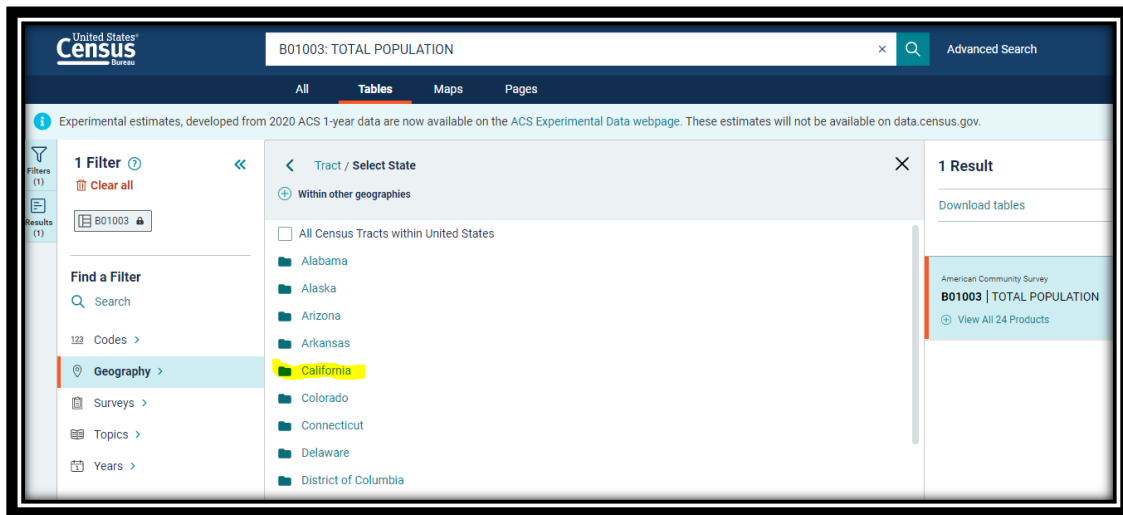 United States®
Census
Bureau
B01003: TOTAL POPULATION
×
Advanced Search
All
Tables
Maps
Pages
Experimental estimates, developed from 2020 ACS 1-year data are now available on the ACS Experimental Data webpage. These estimates will not be available on data.census.gov.
Filters
(1)
Results
(1)
1 Filter
Clear all
B01003
Find a Filter
Search
123 Codes >
Geography >
Surveys >
Topics >
Years >
Tract / Select State
Within other geographies
All Census Tracts within United States
Alabama
Alaska
Arizona
Arkansas
California
Colorado
Connecticut
Delaware
District of Columbia
1 Result
Download tables
American Community Survey
B01003 | TOTAL POPULATION
View All 24 Products